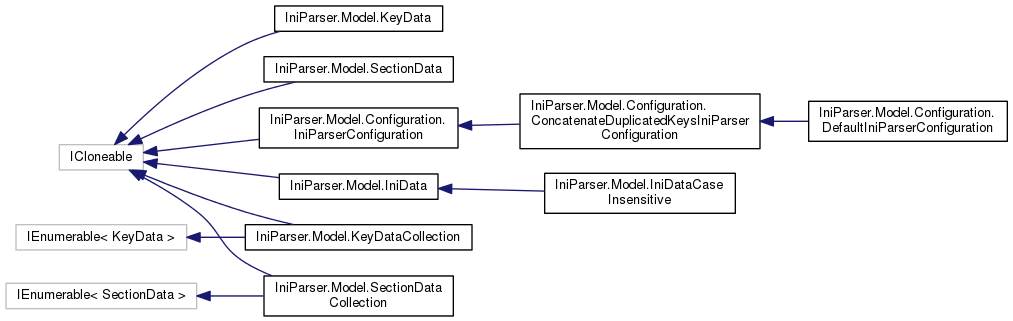 IniParser.Model.KeyData
IniParser.Model.SectionData
IniParser.Model.Configuration.
IniParserConfiguration
IniParser.Model.Configuration.
ConcatenateDuplicatedKeysIniParser
Configuration
IniParser.Model.Configuration.
DefaultIniParserConfiguration
ICloneable
IniParser.Model.IniData
IniParser.Model.IniDataCase
Insensitive
IEnumerable< KeyData >
IniParser.Model.KeyDataCollection
IEnumerable< SectionData >
IniParser.Model.SectionData
Collection